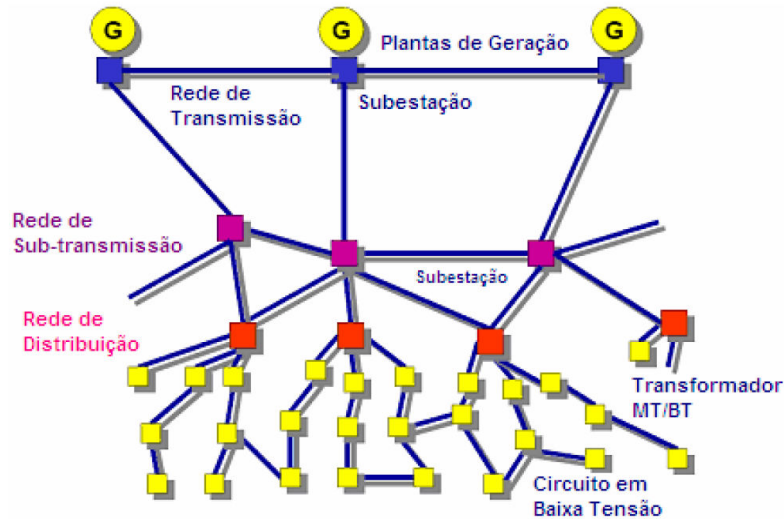 G
G
G
Plantas de Geração
Rede de
Transmissão
Subestação
Rede de
Sub-transmissão
Subestação
Rede de
Distribuição
Transformador
MT/BT
Circuito em
Baixa Tensão